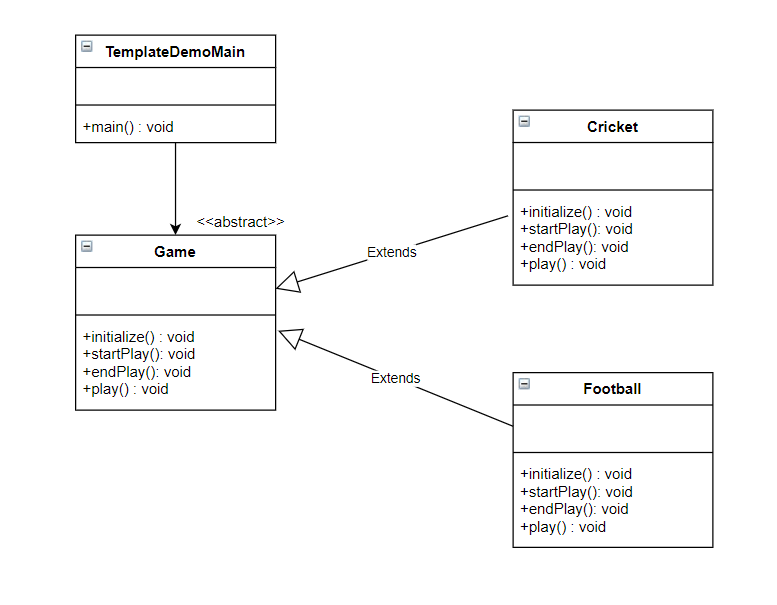 TemplateDemoMain
+main() : void
<<abstract>>
Game
+initialize() : void
+startPlay(): void
+endPlay(): void
+play() : void
Extends
Extends
Cricket
+initialize() : void
+startPlay(): void
+endPlay(): void
+play() : void
Football
+initialize() : void
+startPlay(): void
+endPlay(): void
+play() : void